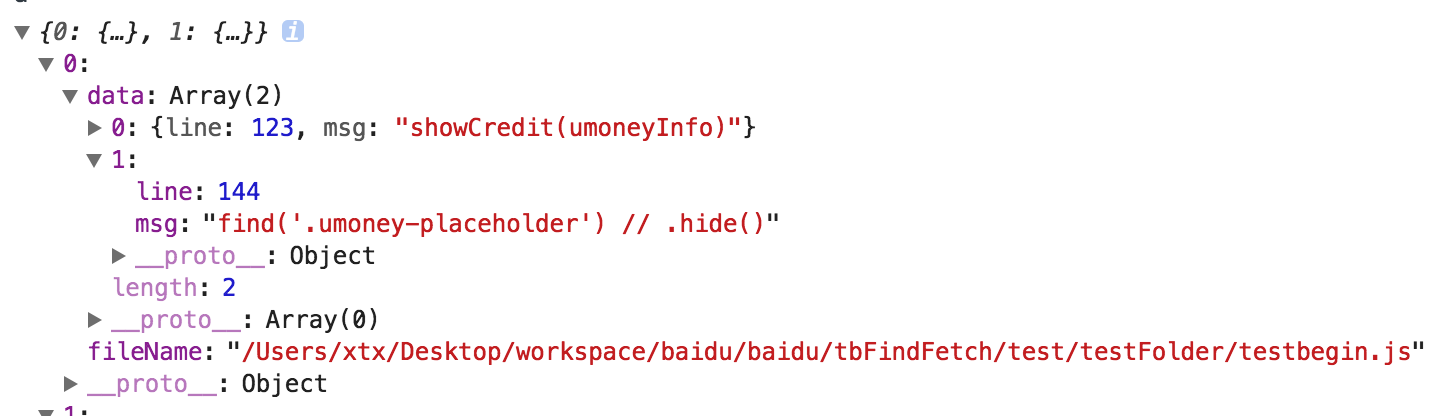 ▼ {0: {…}, 1: {…}} i
▼ 0:
▼ data: Array(2)
▶ 0: {line: 123, msg: "showCredit(umoneyInfo)"}
▼ 1:
line: 144
msg: "find('.umoney-placeholder') // .hide()"
▶ __proto__: Object
length: 2
▶ __proto__: Array(0)
fileName: "/Users/xtx/Desktop/workspace/baidu/baidu/tbFindFetch/test/testFolder/testbegin.js"
▶ __proto__: Object
▼ 1: